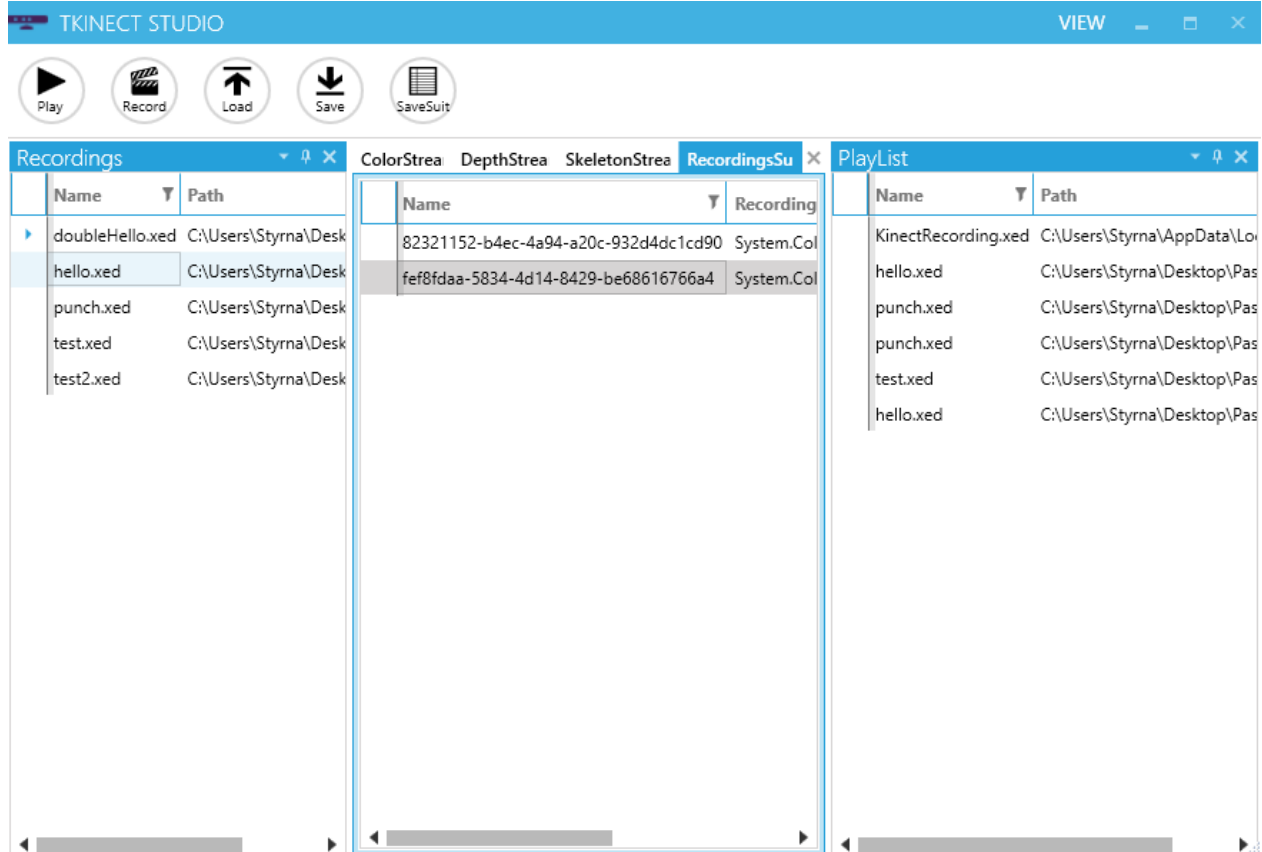 TKINECT STUDIO VIEW
Play Record Load Save SaveSuit
Recordings
Name Path
doubleHello.xed C:\Users\Styrna\Desk
hello.xed C:\Users\Styrna\Desk
punch.xed C:\Users\Styrna\Desk
test.xed C:\Users\Styrna\Desk
test2.xed C:\Users\Styrna\Desk
ColorStrea DepthStrea SkeletonStrea RecordingsSu
Name Recording
82321152-b4ec-4a94-a20c-932d4dc1cd90 System.Col
fef8fdaa-5834-4d14-8429-be68616766a4 System.Col
PlayList
Name Path
KinectRecording.xed C:\Users\Styrna\AppData\Lo
hello.xed C:\Users\Styrna\Desktop\Pas
punch.xed C:\Users\Styrna\Desktop\Pas
punch.xed C:\Users\Styrna\Desktop\Pas
test.xed C:\Users\Styrna\Desktop\Pas
hello.xed C:\Users\Styrna\Desktop\Pas